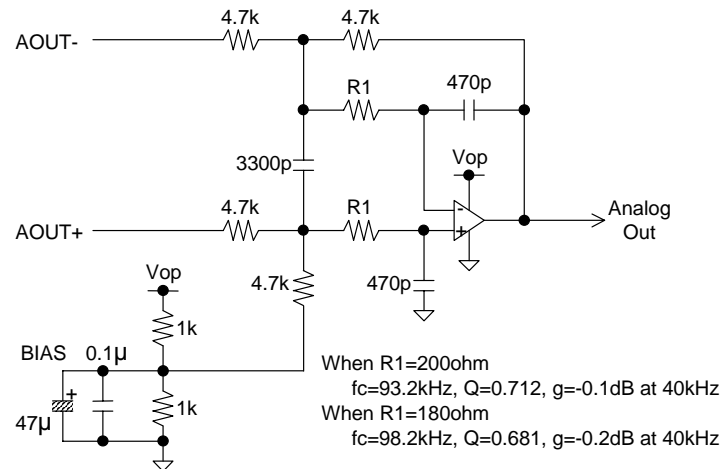 4.7k 4.7k
AOUT-
R1 470p
3300p Vop
4.7k R1
AOUT+
Analog
Out
-
+
Vop
4.7k 470p
1k
BIAS 0.1µ
+
47µ
1k
When R1=200ohm
fc=93.2kHz, Q=0.712, g=-0.1dB at 40kHz
When R1=180ohm
fc=98.2kHz, Q=0.681, g=-0.2dB at 40kHz